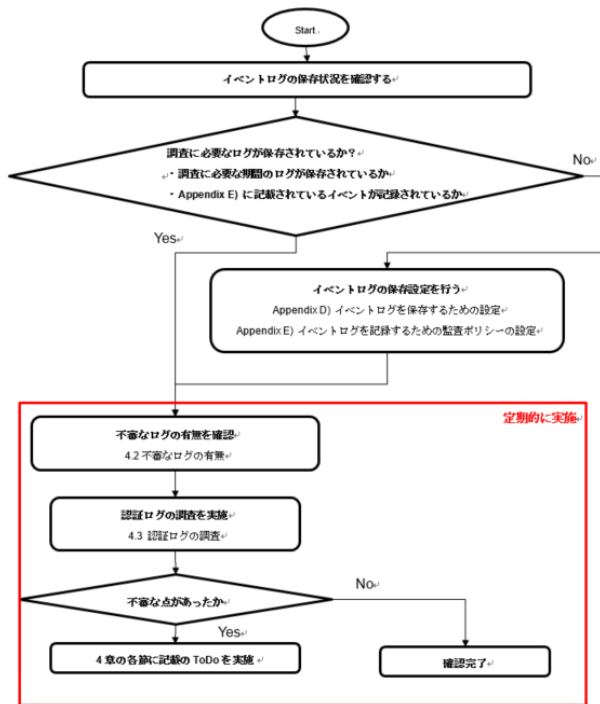 Start
イベントログの保存状況を確認する
調査に必要なログが保存されているか？
・調査に必要な期間のログが保存されているか
・Appendix E) に記載されているイベントが記録されているか
No
Yes
イベントログの保存設定を行う
Appendix D) イベントログを保存するための設定
Appendix E) イベントログを記録するための監査ポリシーの設定
定期的に実施
不審なログの有無を確認
4.2 不審なログの有無
認証ログの調査を実施
4.3 認証ログの調査
不審な点があったか
No
Yes
4 章の各節に記載の ToDo を実施
確認完了